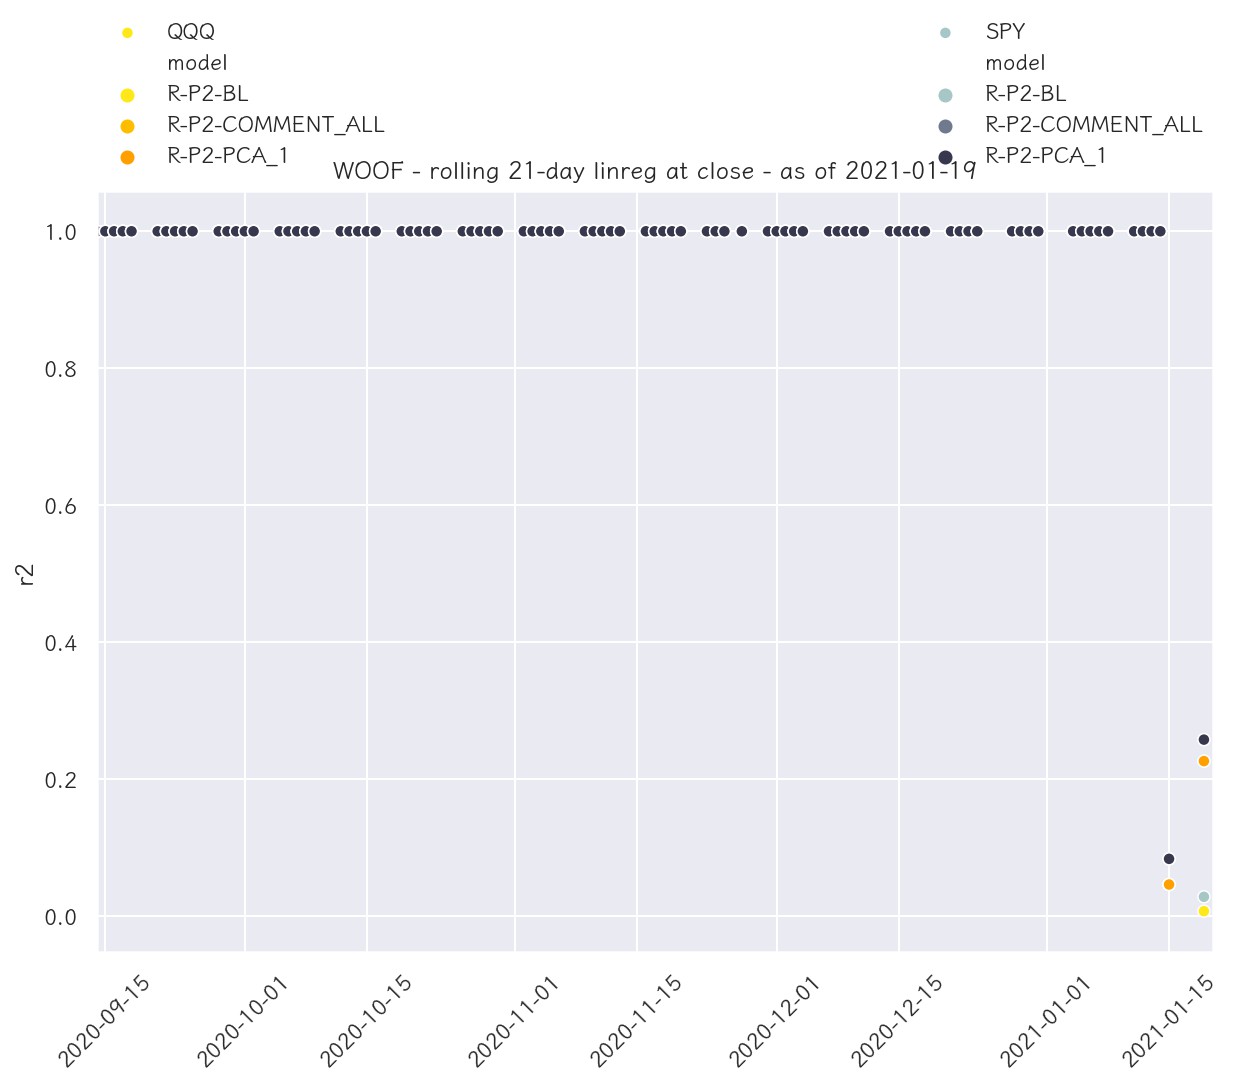 QQQ
model
R-P2-BL
R-P2-COMMENT_ALL
R-P2-PCA_1
SPY
model
R-P2-BL
R-P2-COMMENT_ALL
R-P2-PCA_1
WOOF - rolling 21-day linreg at close - as of 2021-01-19
1.0
0.8
0.6
0.4
0.2
0.0
r2
2020-09-15
2020-10-01
2020-10-15
2020-11-01
2020-11-15
2020-12-01
2020-12-15
2021-01-01
2021-01-15